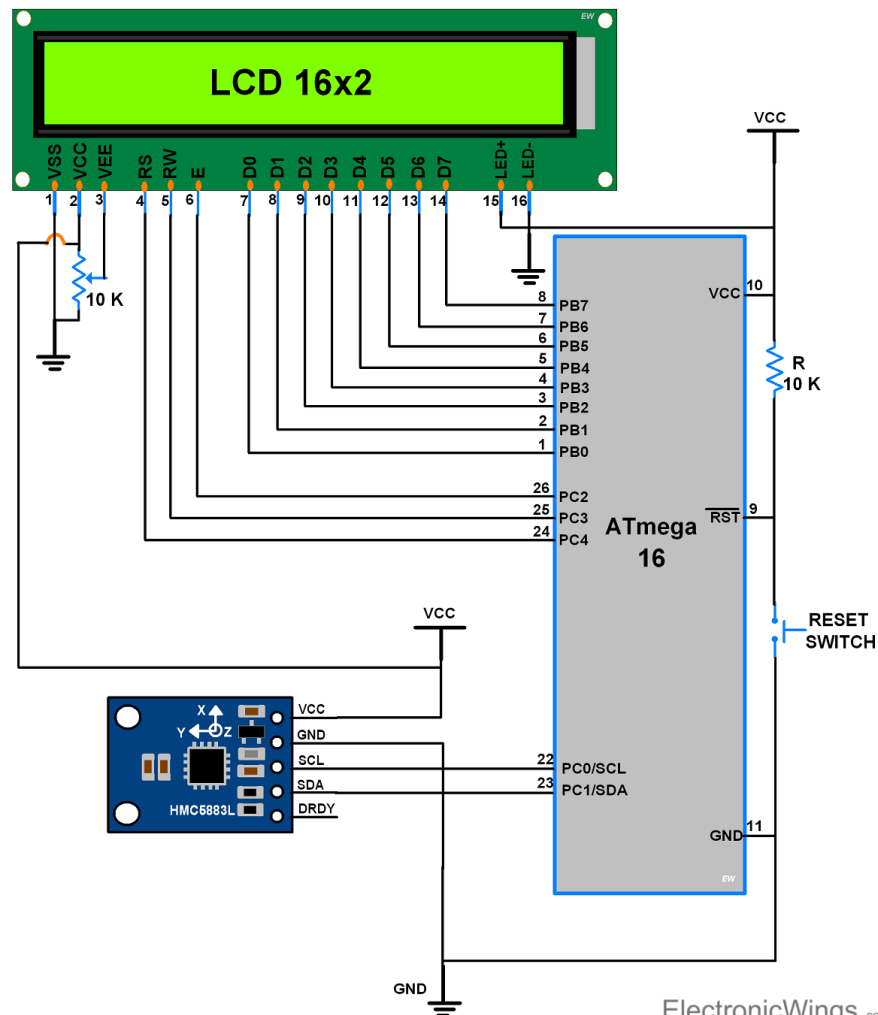 EW
LCD 16x2
VSS VCC VEE RS RW E D0 D1 D2 D3 D4 D5 D6 D7 LED+ LED-
1 2 3 4 5 6 7 8 9 10 11 12 13 14 15 16
VCC
10 K
8 PB7
7 PB6
6 PB5
5 PB4
4 PB3
3 PB2
2 PB1
1 PB0
26 PC2
25 PC3
24 PC4
22 PC0/SCL
23 PC1/SDA
ATmega
16
VCC 10
R
10 K
RST 9
RESET
SWITCH
GND 11
EW
VCC
X
Y Z
HMC5883L
VCC
GND
SCL
SDA
DRDY
GND
ElectronicWings